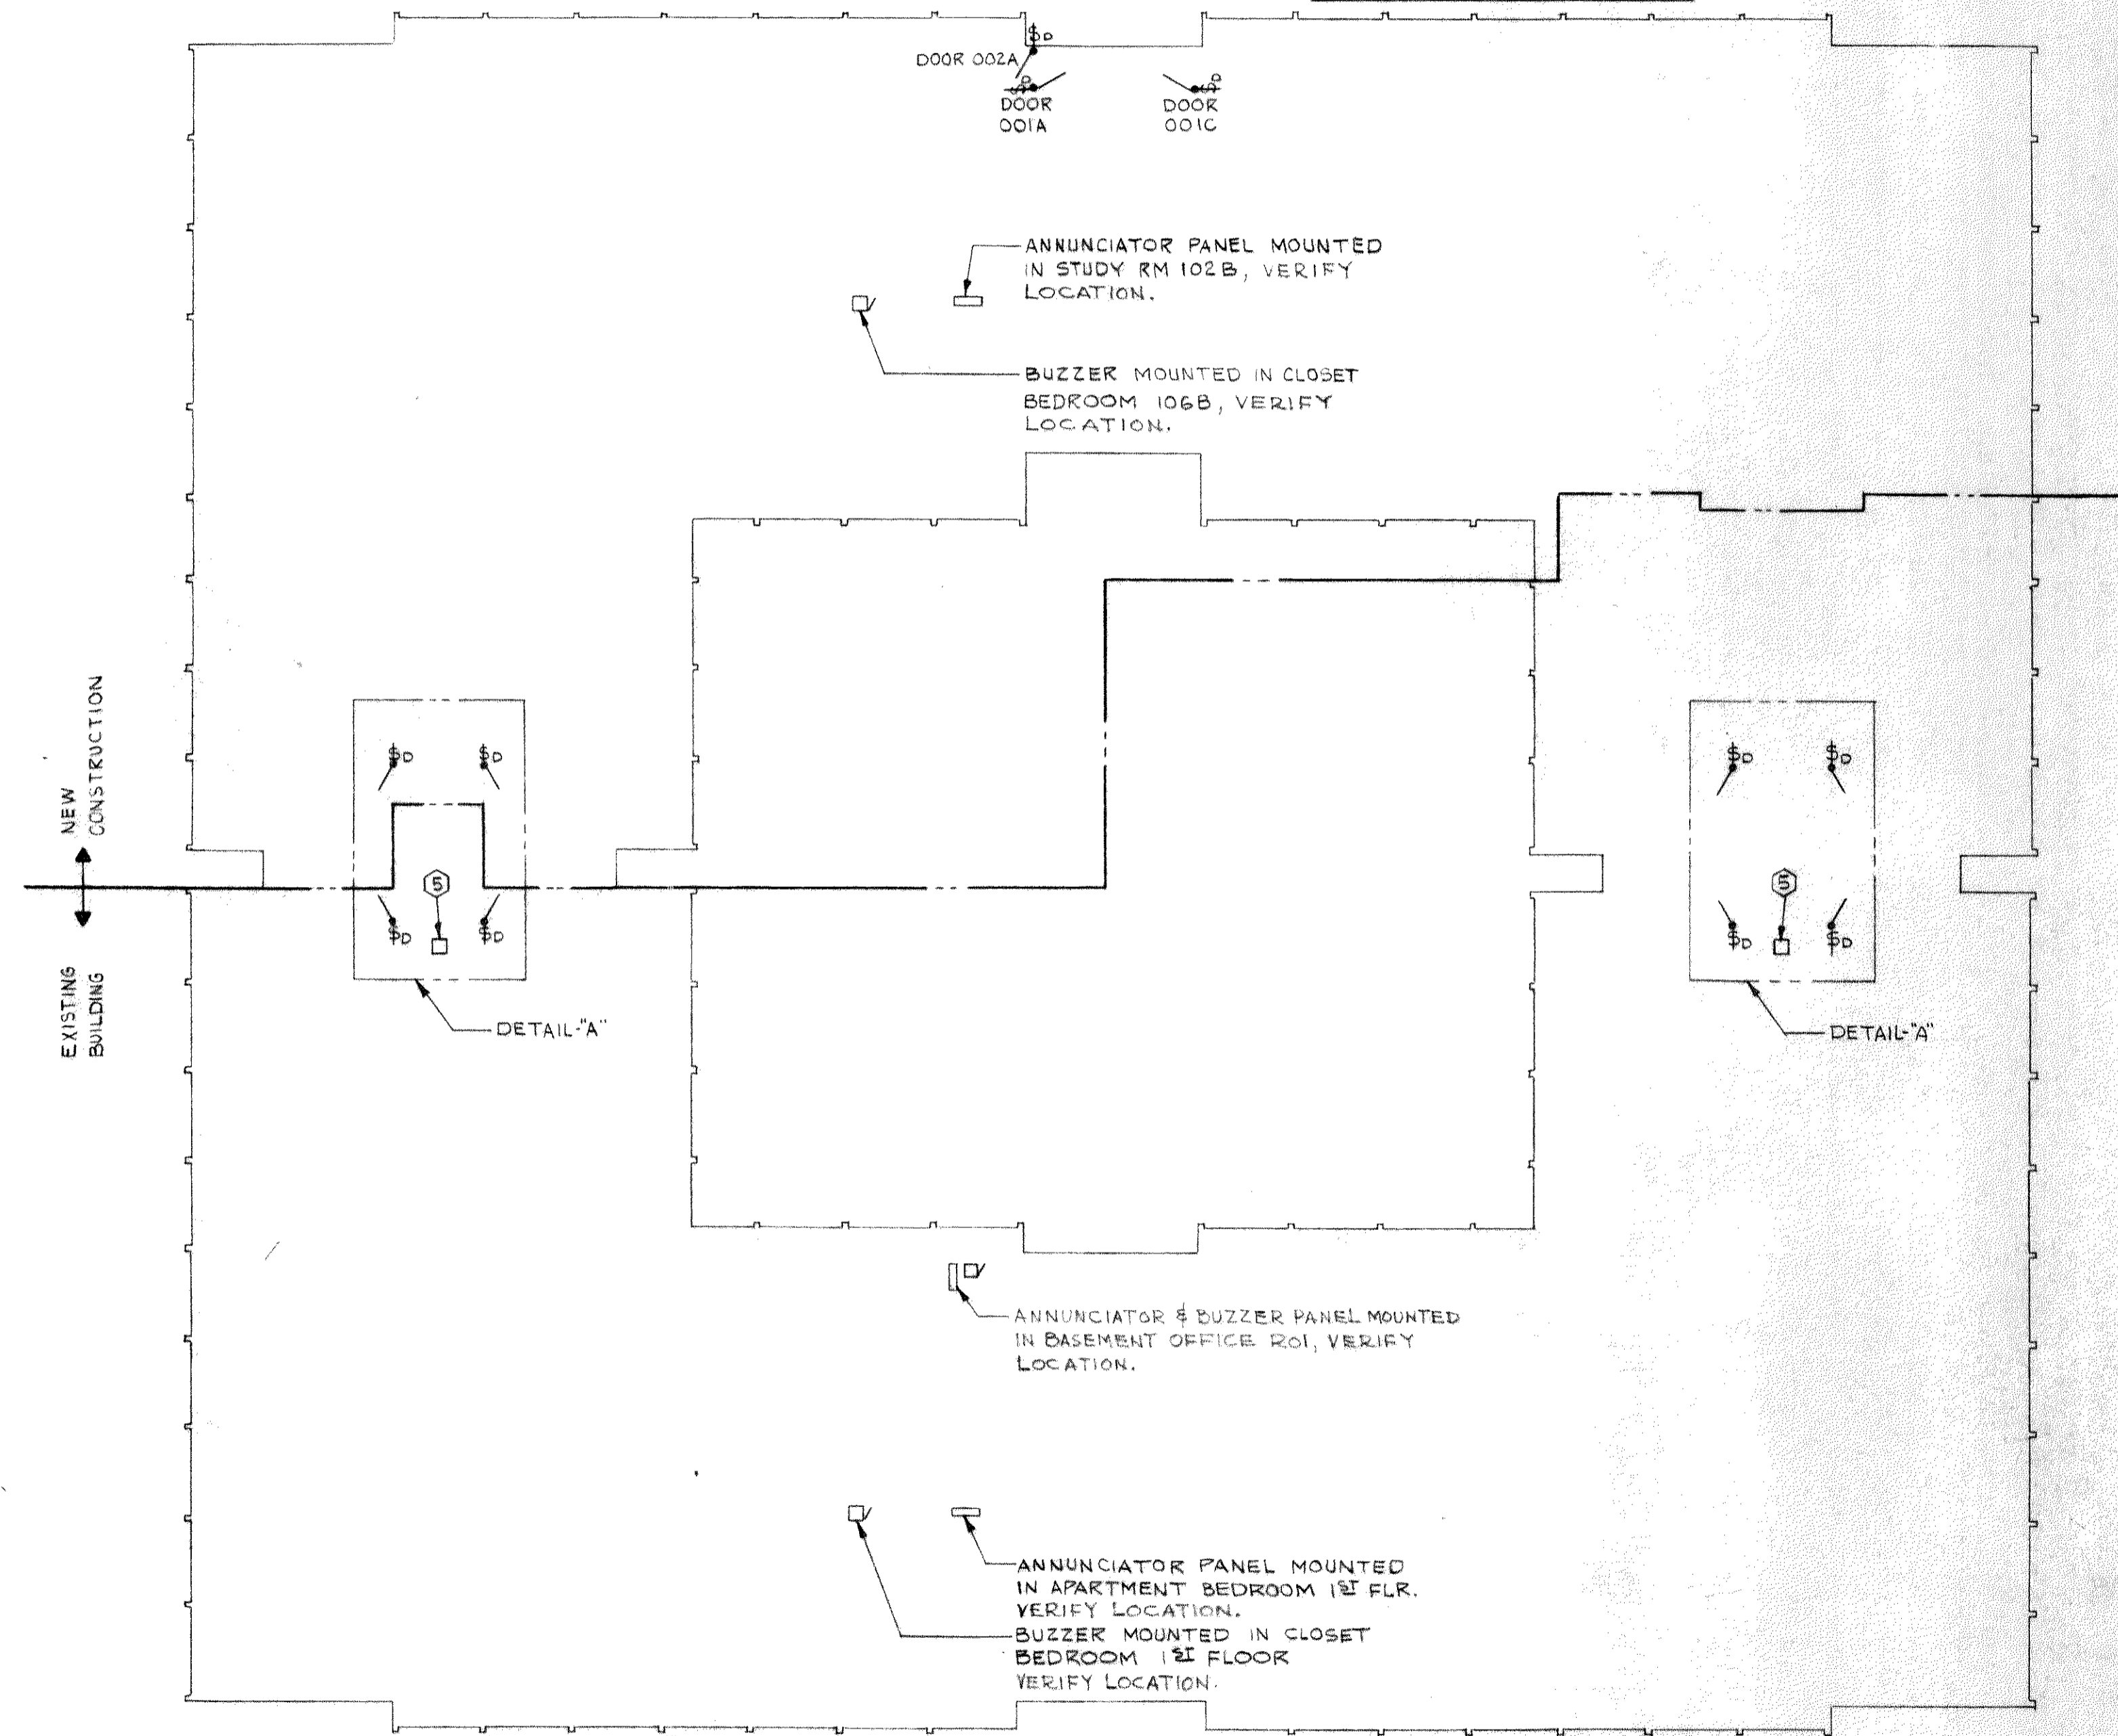 $D
DOOR 002A
$D
DOOR
001A
$D
DOOR
001C
ANNUNCIATOR PANEL MOUNTED
IN STUDY RM 102B, VERIFY
LOCATION.
BUZZER MOUNTED IN CLOSET
BEDROOM 106B, VERIFY
LOCATION.
NEW
CONSTRUCTION
EXISTING
BUILDING
$D
$D
5
$D
$D
DETAIL-"A"
$D
$D
5
$D
$D
DETAIL-"A"
ANNUNCIATOR & BUZZER PANEL MOUNTED
IN BASEMENT OFFICE R01, VERIFY
LOCATION.
ANNUNCIATOR PANEL MOUNTED
IN APARTMENT BEDROOM 1ST FLR.
VERIFY LOCATION.
BUZZER MOUNTED IN CLOSET
BEDROOM 1ST FLOOR
VERIFY LOCATION.